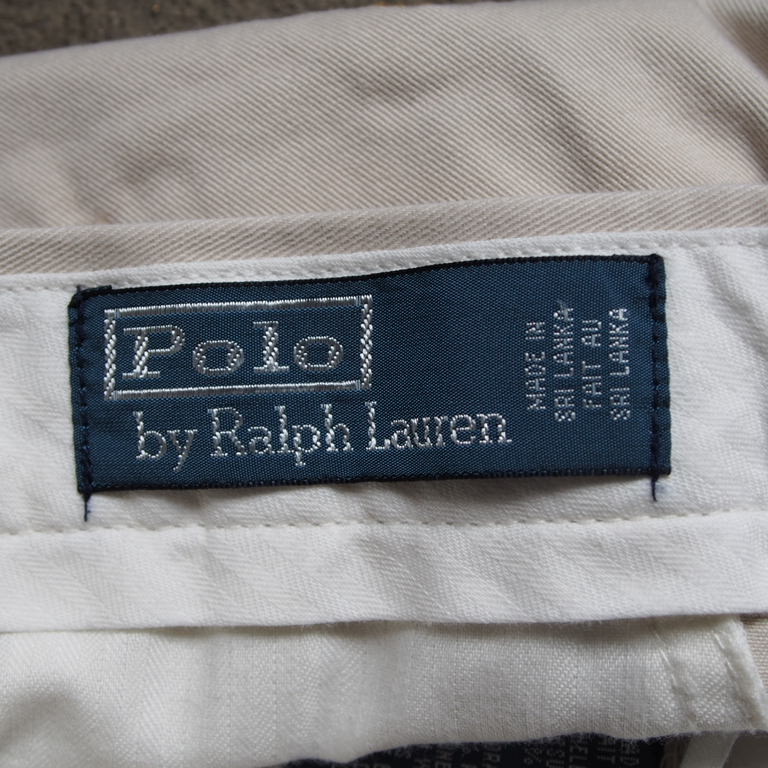 Polo
by Ralph Lauren
MADE IN
SRI LANKA
FAIT AU
SRI LANKA